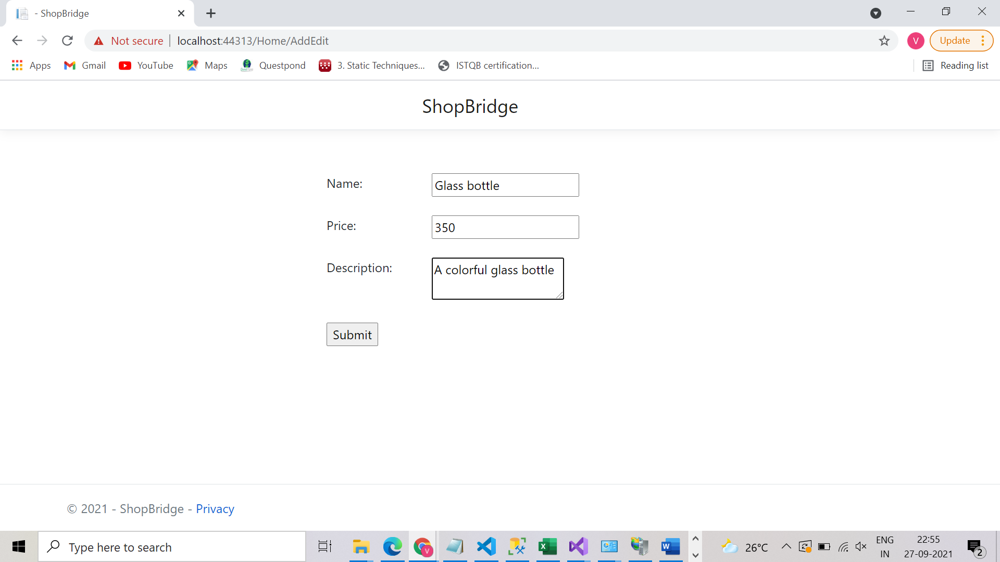 - ShopBridge
Not secure localhost:44313/Home/AddEdit V Update
Apps Gmail YouTube Maps Questpond 3. Static Techniques... ISTQB certification... Reading list
ShopBridge
Name: Glass bottle
Price: 350
Description: A colorful glass bottle
Submit
© 2021 - ShopBridge - Privacy
Type here to search
V
X
W
26°C
ENG
IN
22:55
27-09-2021
2